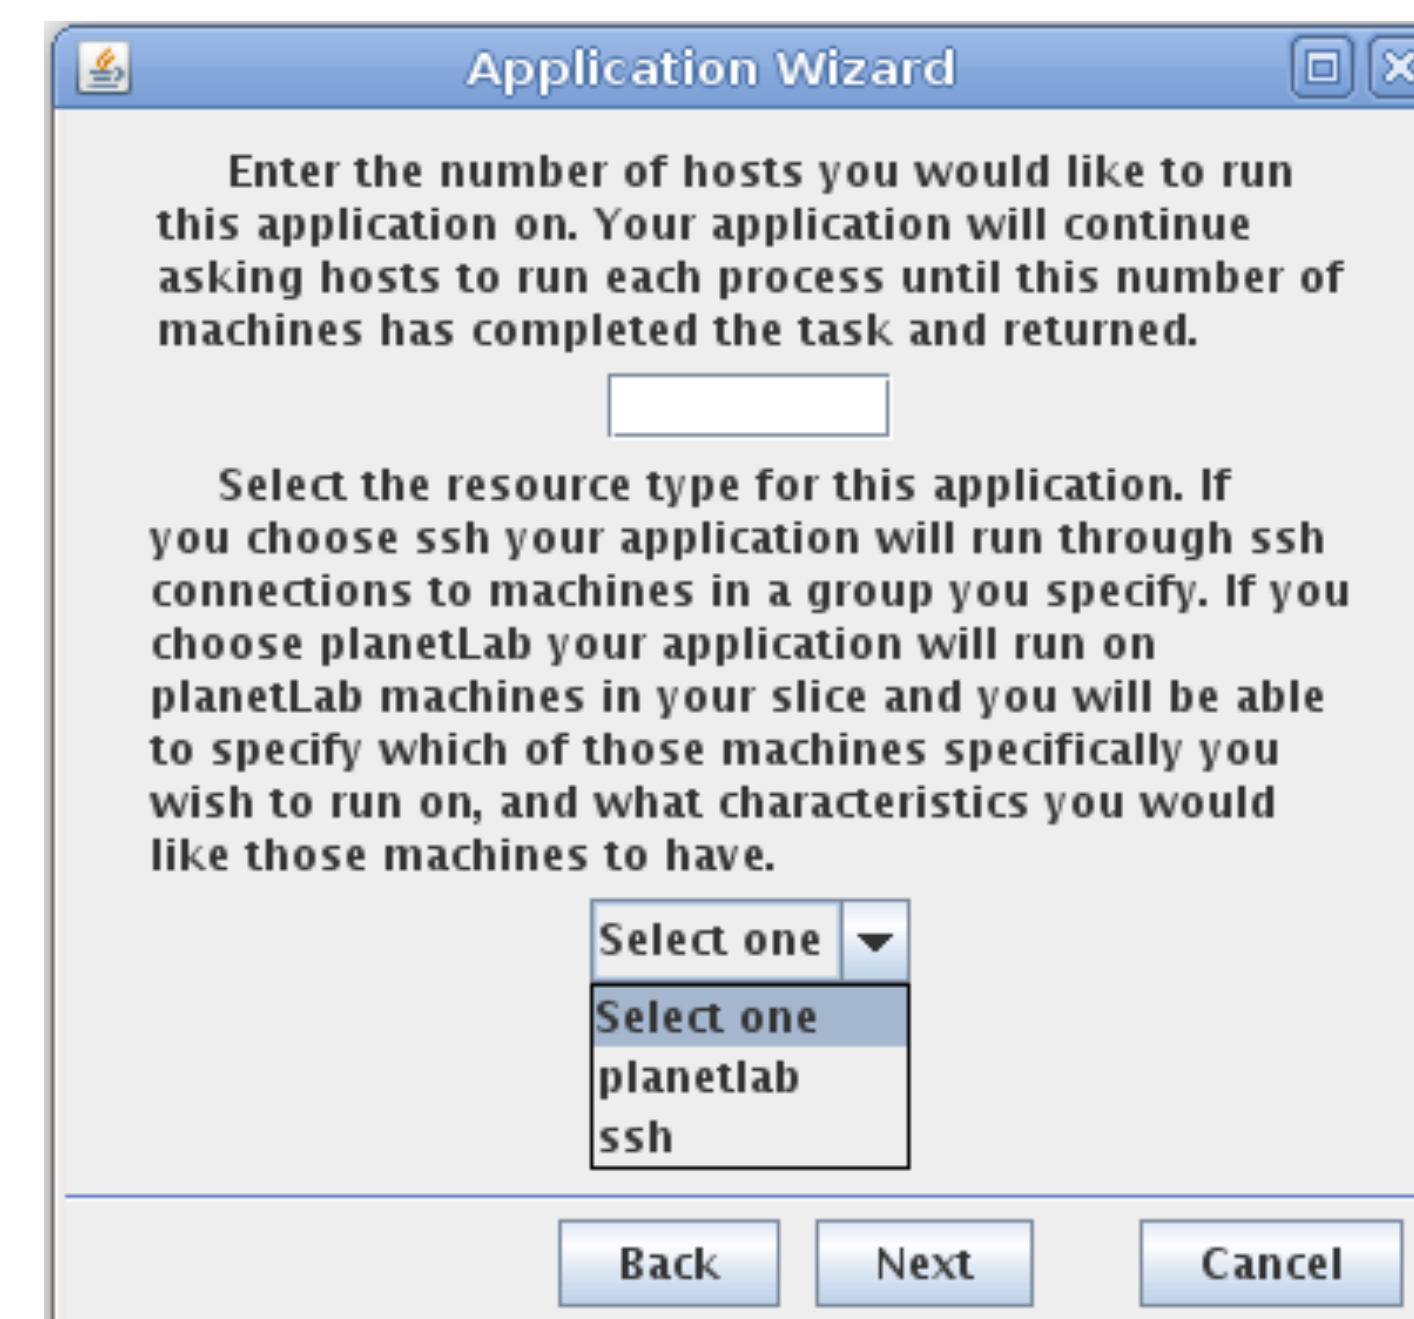 Application Wizard
Enter the number of hosts you would like to run
this application on. Your application will continue
asking hosts to run each process until this number of
machines has completed the task and returned.
Select the resource type for this application. If
you choose ssh your application will run through ssh
connections to machines in a group you specify. If you
choose planetLab your application will run on
planetLab machines in your slice and you will be able
to specify which of those machines specifically you
wish to run on, and what characteristics you would
like those machines to have.
Select one
Select one
planetlab
ssh
Back Next Cancel